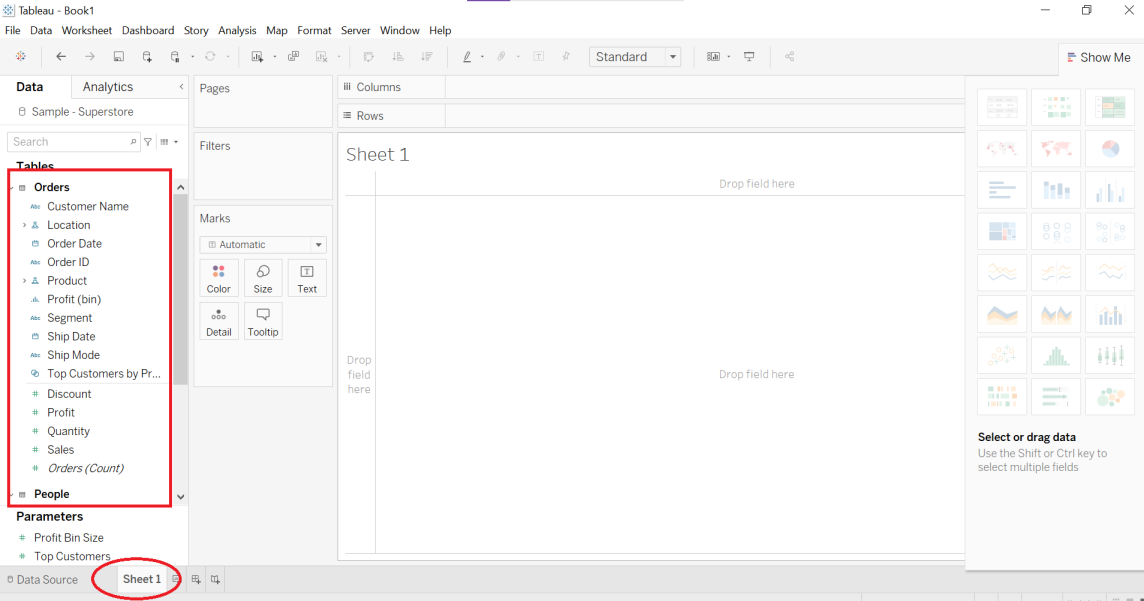 Tableau - Book1
File Data Worksheet Dashboard Story Analysis Map Format Server Window Help
Standard
Show Me
Data Analytics
Sample - Superstore
Search
Tables
Orders
Abc Customer Name
Location
Order Date
Abc Order ID
Product
Profit (bin)
Abc Segment
Ship Date
Abc Ship Mode
Top Customers by Pr...
# Discount
# Profit
# Quantity
# Sales
# Orders (Count)
People
Parameters
# Profit Bin Size
# Top Customers
Pages
Filters
Marks
Automatic
Color Size Text
Detail Tooltip
Columns
Rows
Sheet 1
Drop field here
Drop
field
here
Drop field here
Select or drag data
Use the Shift or Ctrl key to
select multiple fields
Data Source Sheet 1